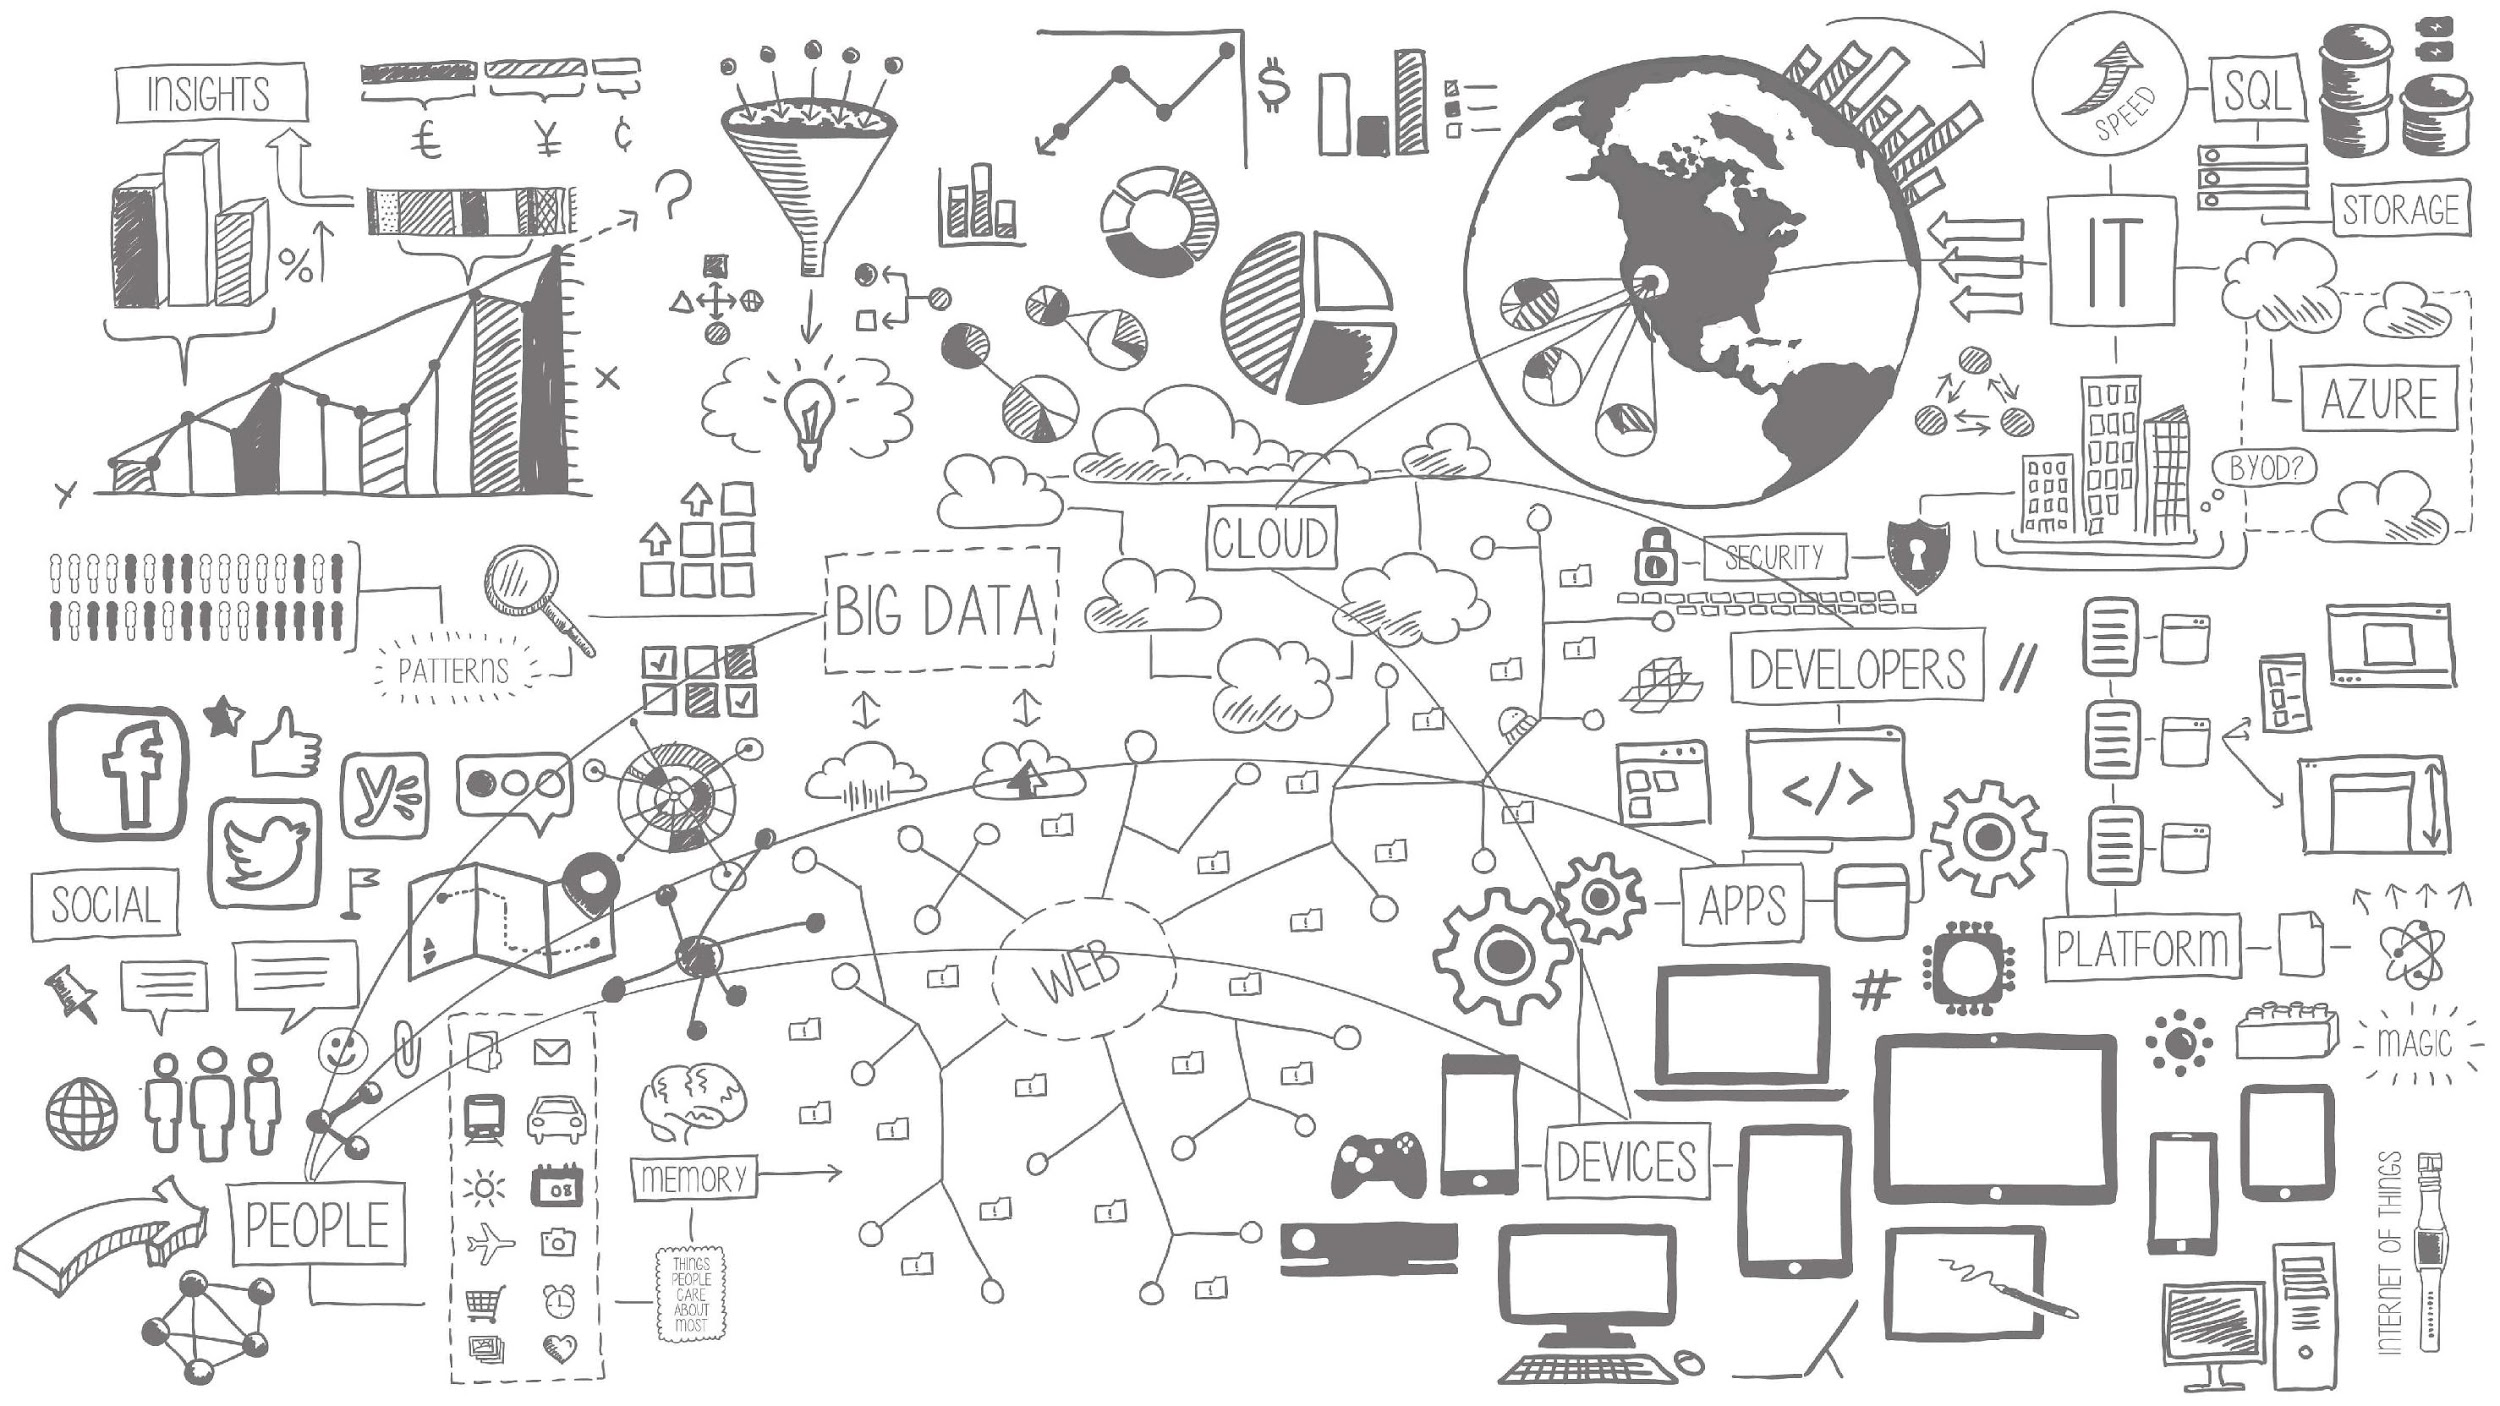 INSIGHTS
€
¥
¢
%
?
$
SPEED
SQL
IT
STORAGE
AZURE
BYOD?
X
Y
CLOUD
SECURITY
BIG DATA
PATTERNS
DEVELOPERS
//
</>
f
y
SOCIAL
APPS
PLATFORM
WEB
#
MAGIC
MEMORY
DEVICES
08
PEOPLE
THINGS
PEOPLE
CARE
ABOUT
MOST
INTERNET OF THINGS